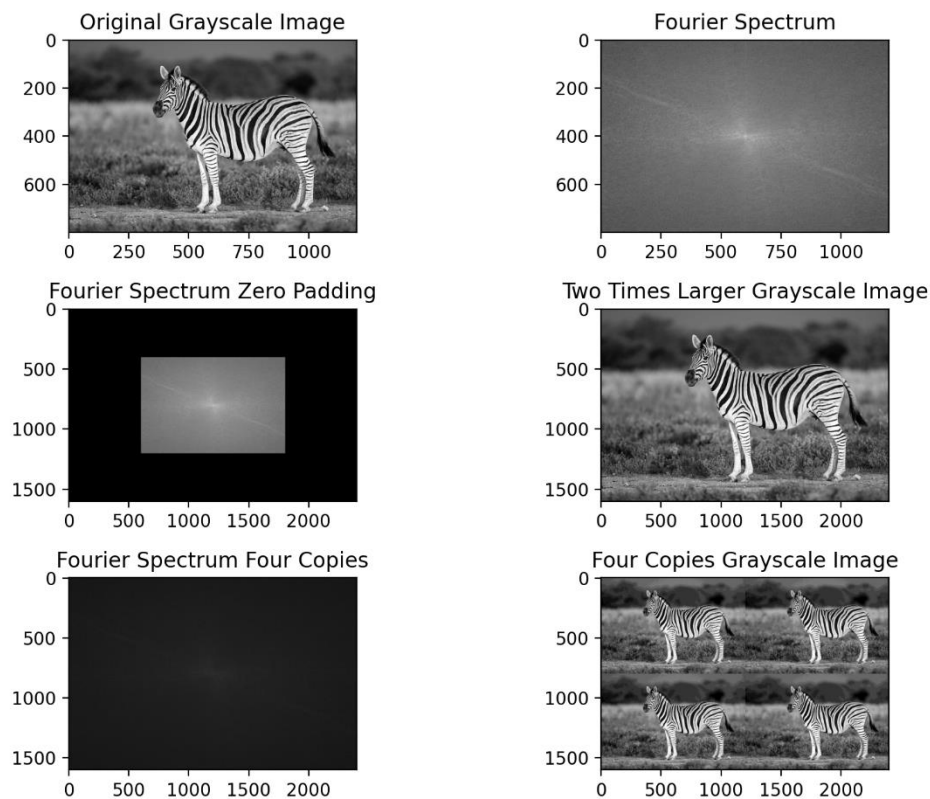 Original Grayscale Image
0
200
400
600
0 250 500 750 1000
Fourier Spectrum
0
200
400
600
0 250 500 750 1000
Fourier Spectrum Zero Padding
0
500
1000
1500
0 500 1000 1500 2000
Two Times Larger Grayscale Image
0
500
1000
1500
0 500 1000 1500 2000
Fourier Spectrum Four Copies
0
500
1000
1500
0 500 1000 1500 2000
Four Copies Grayscale Image
0
500
1000
1500
0 500 1000 1500 2000